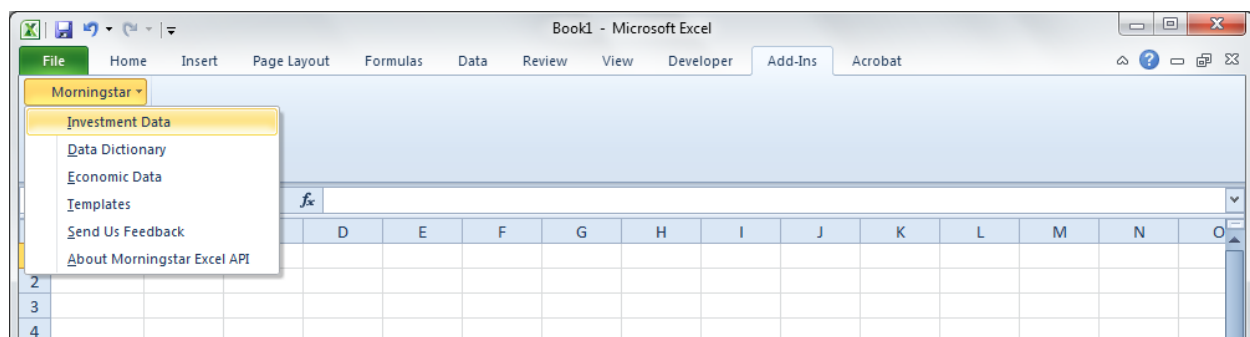 Book1 - Microsoft Excel
File Home Insert Page Layout Formulas Data Review View Developer Add-Ins Acrobat
Morningstar
Investment Data
Data Dictionary
Economic Data
Templates
fx
Send Us Feedback
D E F G H I J K L M N O
About Morningstar Excel API
2
3
4